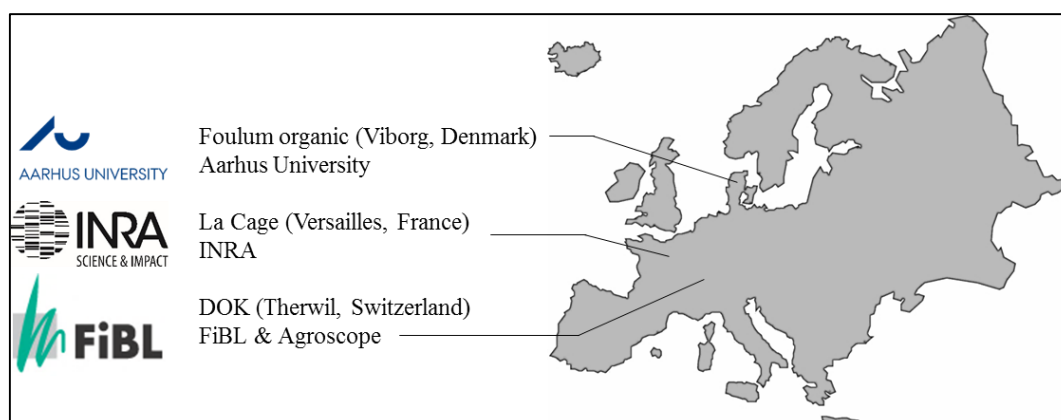 AARHUS UNIVERSITY
Foulum organic (Viborg, Denmark)
Aarhus University
INRA
SCIENCE & IMPACT
La Cage (Versailles, France)
INRA
FiBL
DOK (Therwil, Switzerland)
FiBL & Agroscope